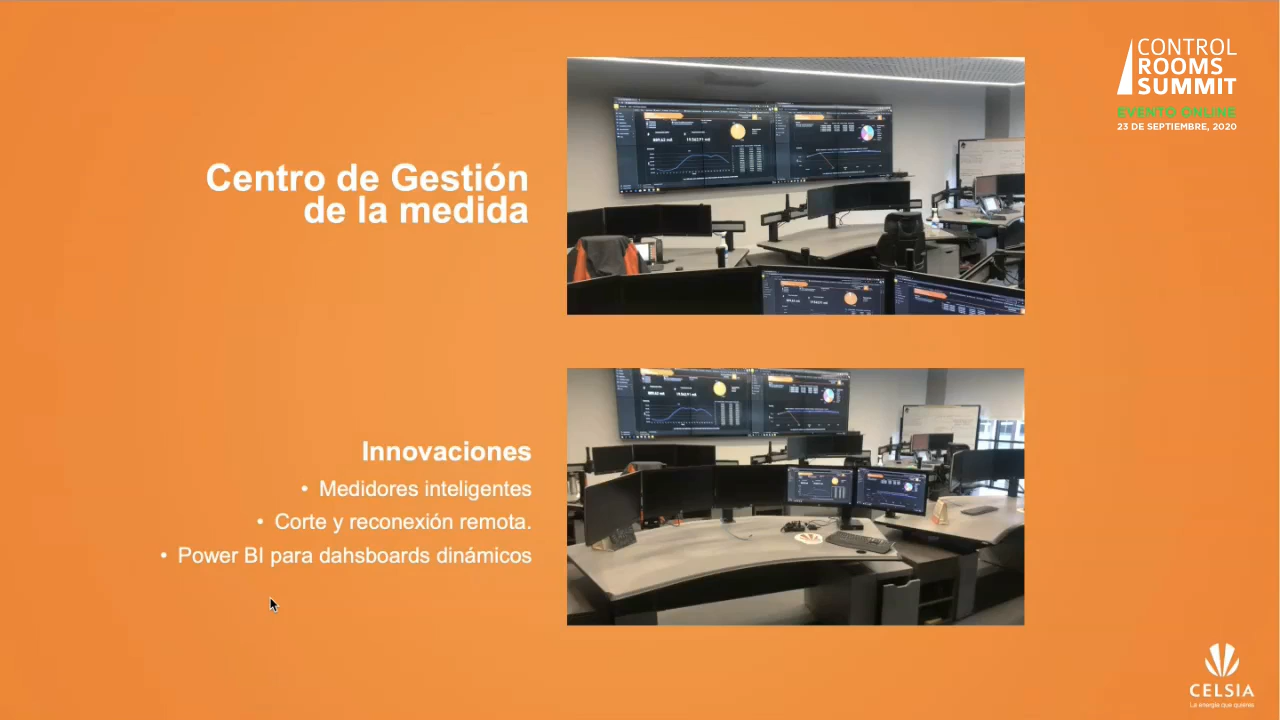 CONTROL
ROOMS
SUMMIT
EVENTO ONLINE
23 DE SEPTIEMBRE, 2020
Centro de Gestión
de la medida
Innovaciones
• Medidores inteligentes
• Corte y reconexión remota.
• Power BI para dahsboards dinámicos
CELSIA
La energía que quieres